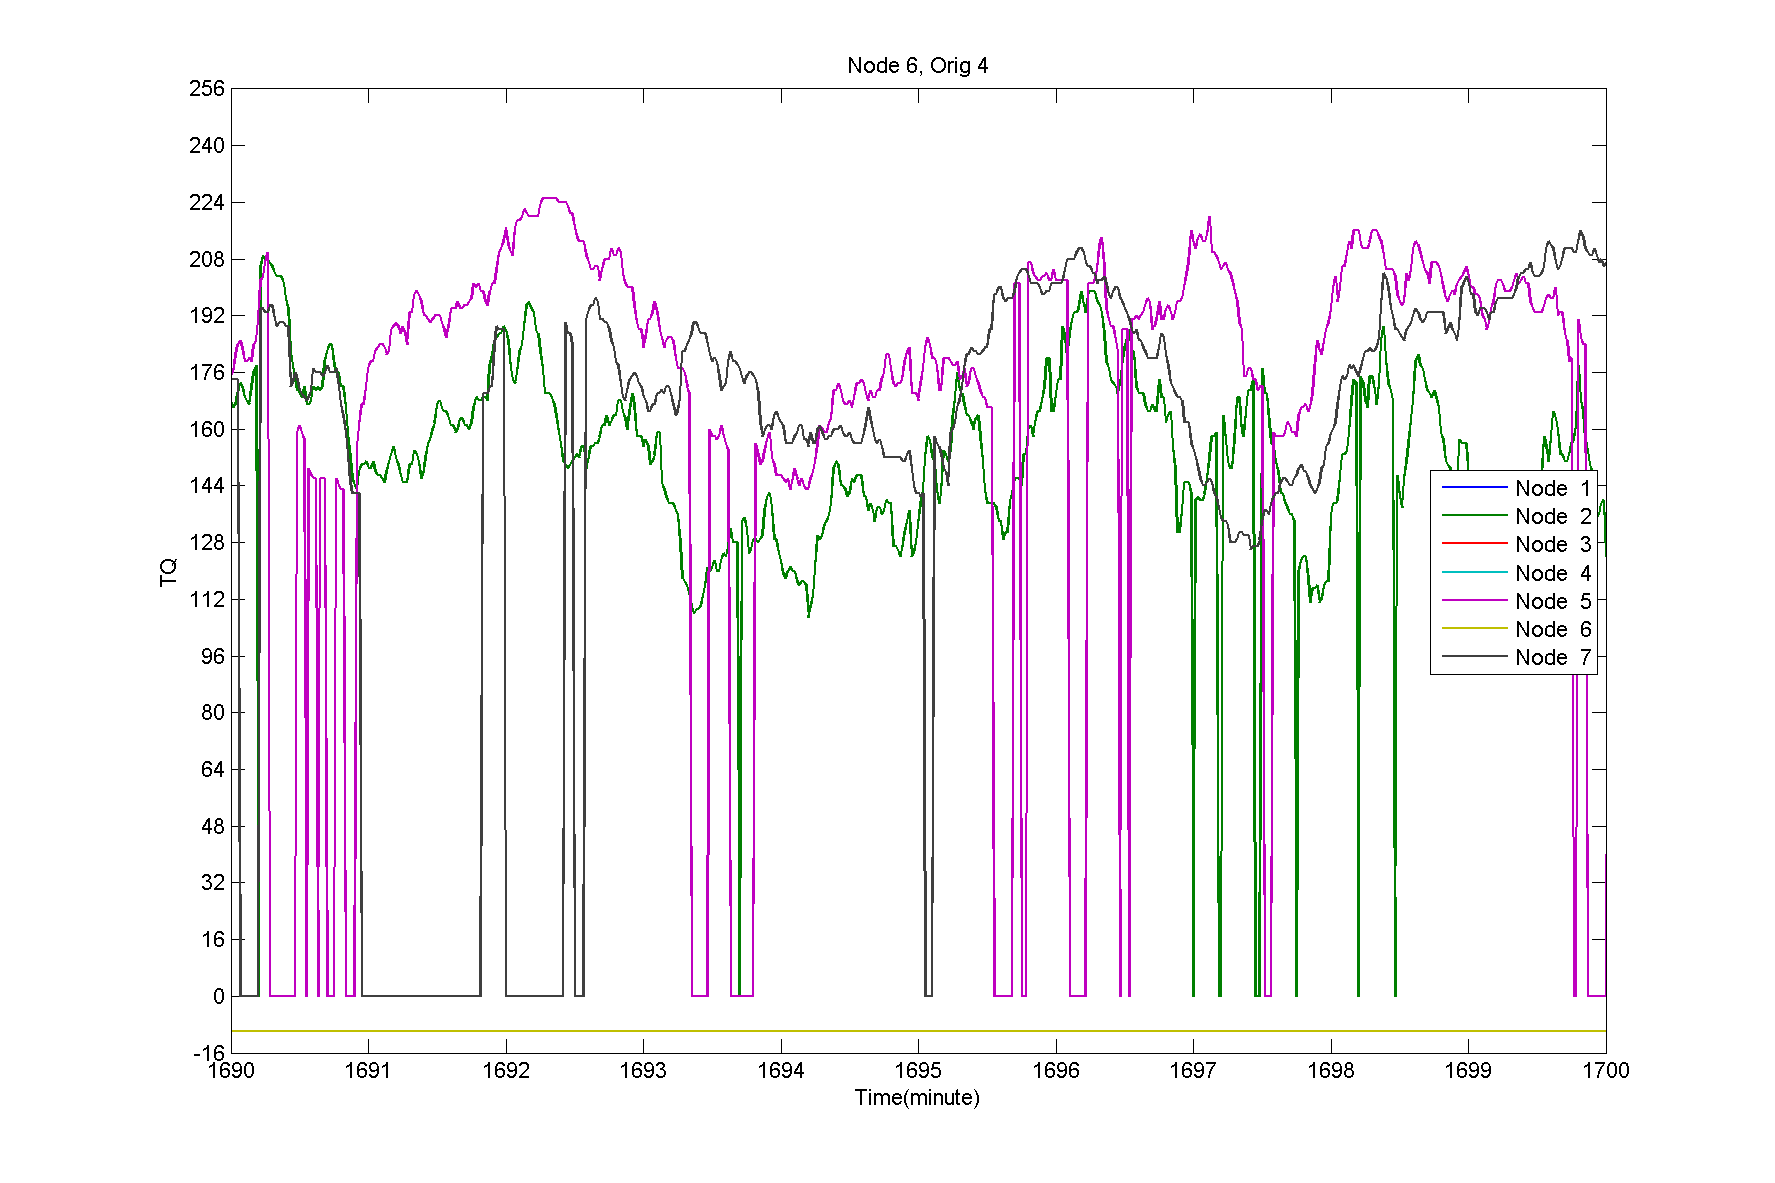 Node 6, Orig 4
256
240
224
208
192
176
160
144
128
112
96
80
64
48
32
16
0
-16
TQ
Node 1
Node 2
Node 3
Node 4
Node 5
Node 6
Node 7
1690 1691 1692 1693 1694 1695 1696 1697 1698 1699 1700
Time(minute)